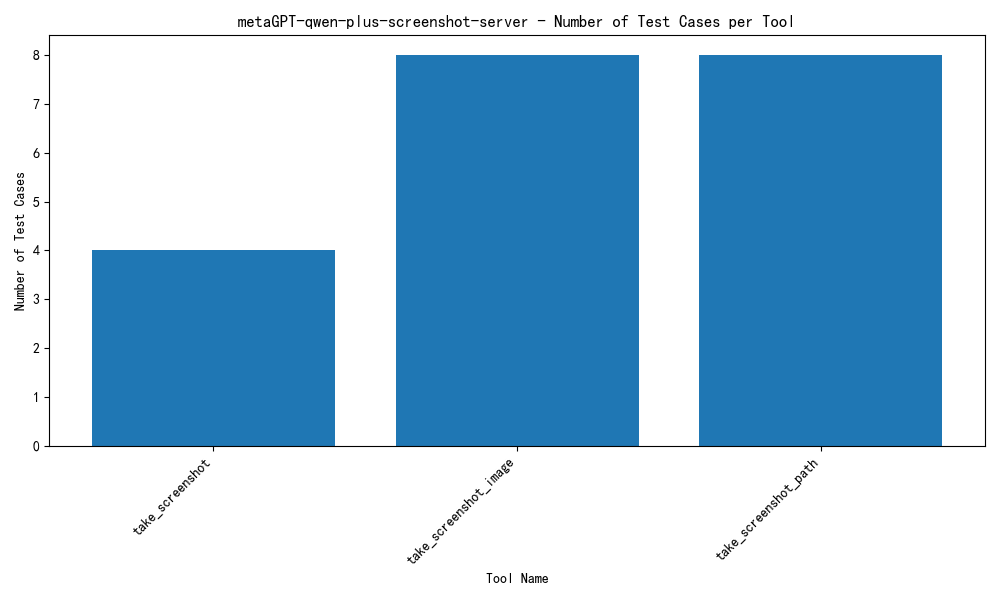 metaGPT-qwen-plus-screenshot-server - Number of Test Cases per Tool
Number of Test Cases
8
7
6
5
4
3
2
1
0
take_screenshot
take_screenshot_image
take_screenshot_path
Tool Name